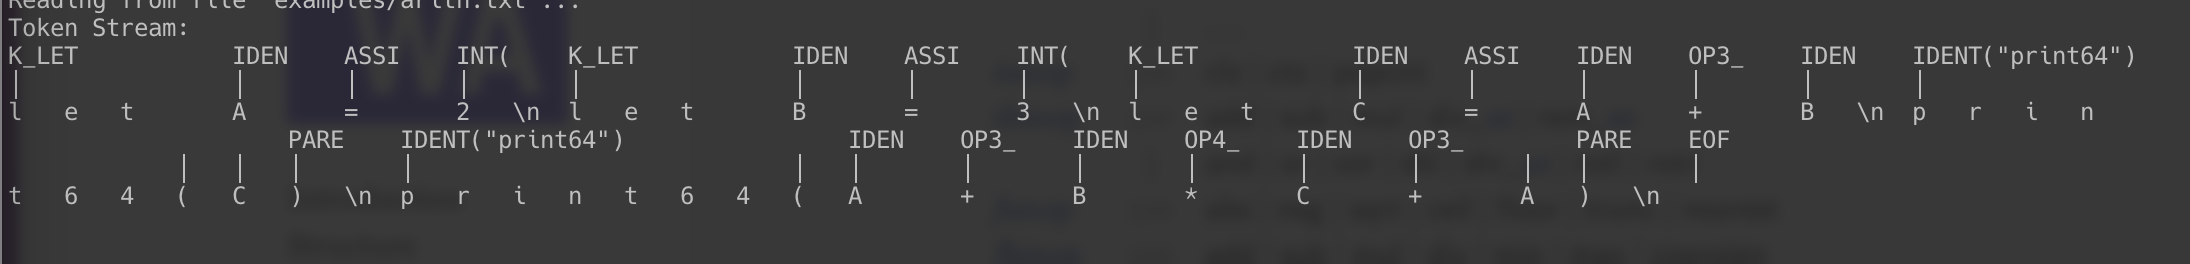 Reading from file 'examples/arith.txt'...
Token Stream:
K_LET IDEN ASSI INT( K_LET IDEN ASSI INT( K_LET IDEN ASSI IDEN OP3_ IDEN IDENT("print64")
| | | | | | | | | | | | | | |
l e t A = 2 \n l e t B = 3 \n l e t C = A + B \n p r i n
PARE IDENT("print64") IDEN OP3_ IDEN OP4_ IDEN OP3_ PARE EOF
| | | | | | | | | | | | | |
t 6 4 ( C ) \n p r i n t 6 4 ( A + B * C + A ) \n